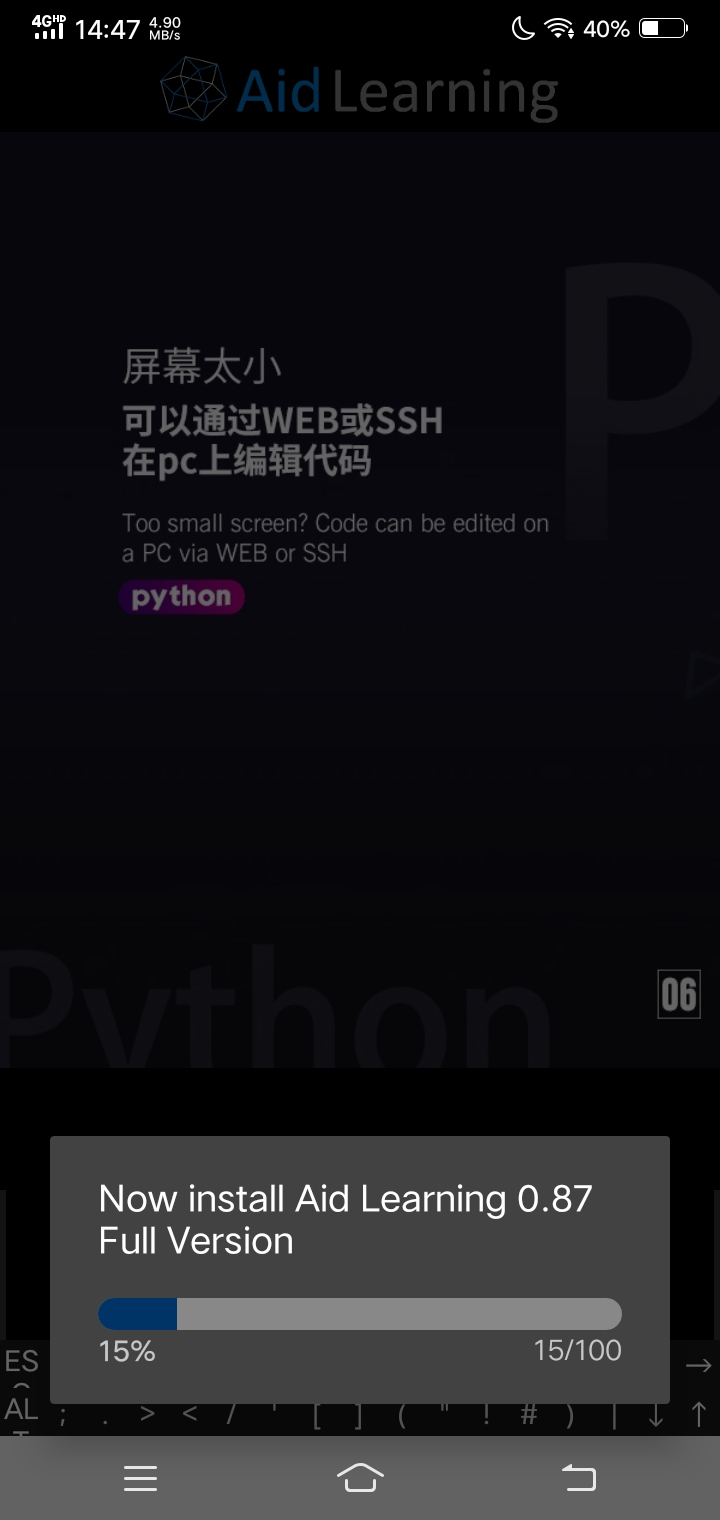 4G HD 14:47 4.90 MB/s 40%
Aid Learning
屏幕太小
可以通过WEB或SSH
在pc上编辑代码
Too small screen? Code can be edited on
a PC via WEB or SSH
python
P
Python
06
Now install Aid Learning 0.87
Full Version
15% 15/100
ES →
AL ; . > < / ' [ ] ( " ! # ) | ↓ ↑